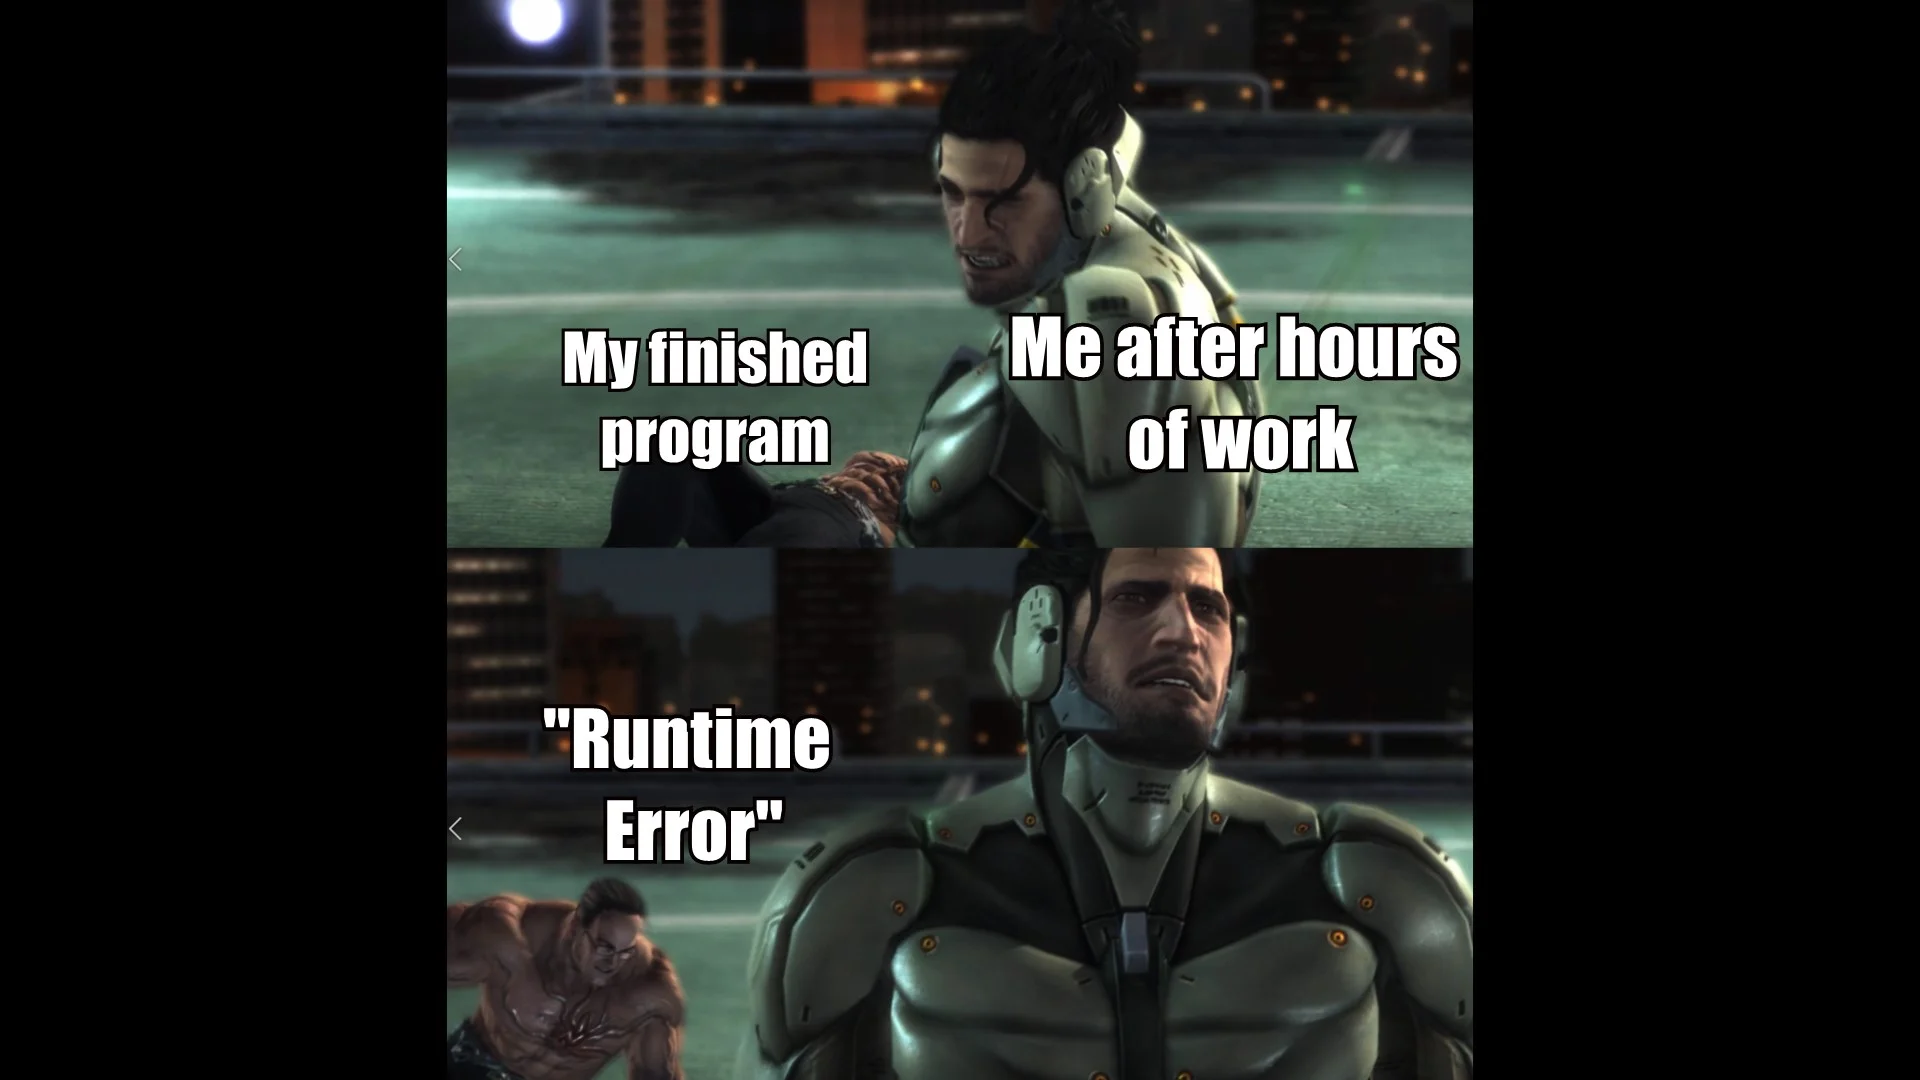 My finished
program
Me after hours
of work
"Runtime
Error"